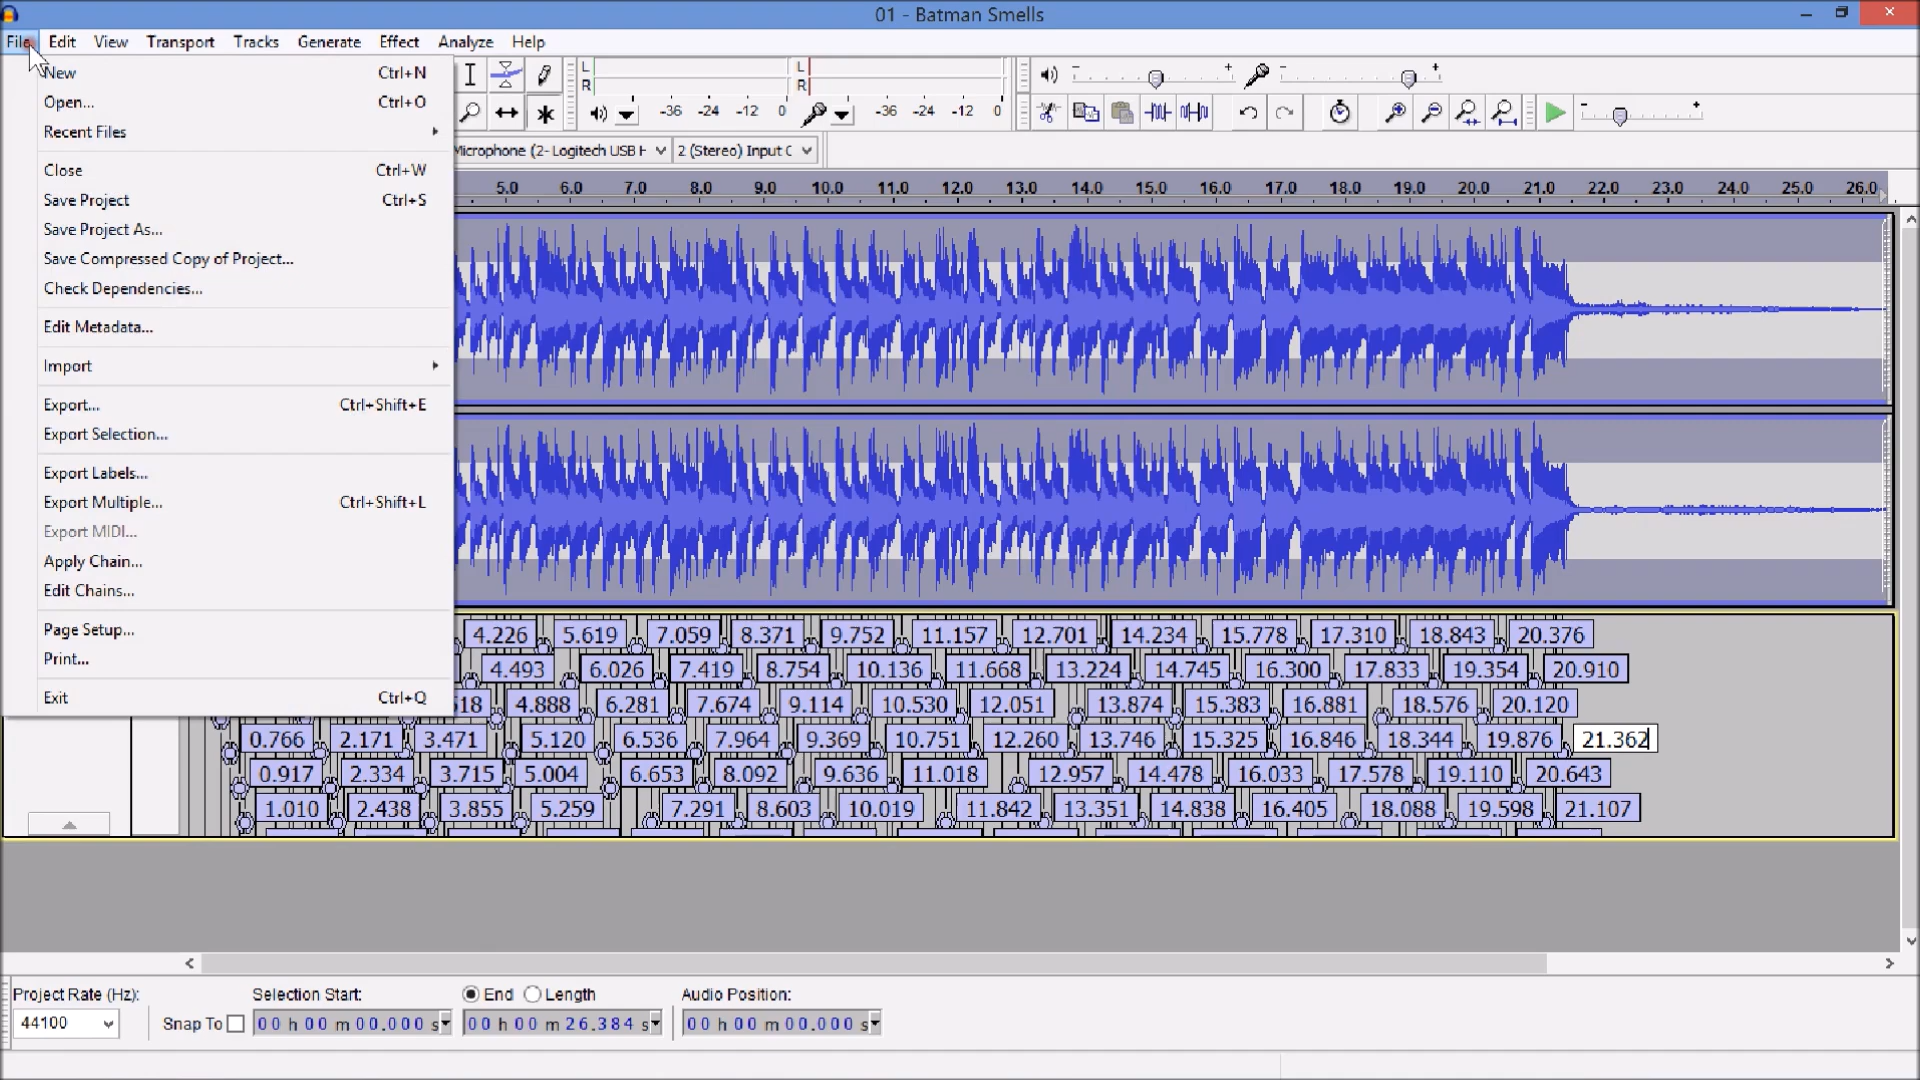 01 - Batman Smells
File Edit View Transport Tracks Generate Effect Analyze Help
New Ctrl+N
Open... Ctrl+O
Recent Files
Close Ctrl+W
Save Project Ctrl+S
Save Project As...
Save Compressed Copy of Project...
Check Dependencies...
Edit Metadata...
Import
Export... Ctrl+Shift+E
Export Selection...
Export Labels...
Export Multiple... Ctrl+Shift+L
Export MIDI...
Apply Chain...
Edit Chains...
Page Setup...
Print...
Exit Ctrl+Q
L L
R R
-36 -24 -12 0 -36 -24 -12 0
Microphone (2- Logitech USB H 2 (Stereo) Input C
5.0 6.0 7.0 8.0 9.0 10.0 11.0 12.0 13.0 14.0 15.0 16.0 17.0 18.0 19.0 20.0 21.0 22.0 23.0 24.0 25.0 26.0
4.226 5.619 7.059 8.371 9.752 11.157 12.701 14.234 15.778 17.310 18.843 20.376
4.493 6.026 7.419 8.754 10.136 11.668 13.224 14.745 16.300 17.833 19.354 20.910
618 4.888 6.281 7.674 9.114 10.530 12.051 13.874 15.383 16.881 18.576 20.120
0.766 2.171 3.471 5.120 6.536 7.964 9.369 10.751 12.260 13.746 15.325 16.846 18.344 19.876 21.362
0.917 2.334 3.715 5.004 6.653 8.092 9.636 11.018 12.957 14.478 16.033 17.578 19.110 20.643
1.010 2.438 3.855 5.259 7.291 8.603 10.019 11.842 13.351 14.838 16.405 18.088 19.598 21.107
Project Rate (Hz): Selection Start: End Length Audio Position:
44100 Snap To 00 h 00 m 00.000 s 00 h 00 m 26.384 s 00 h 00 m 00.000 s